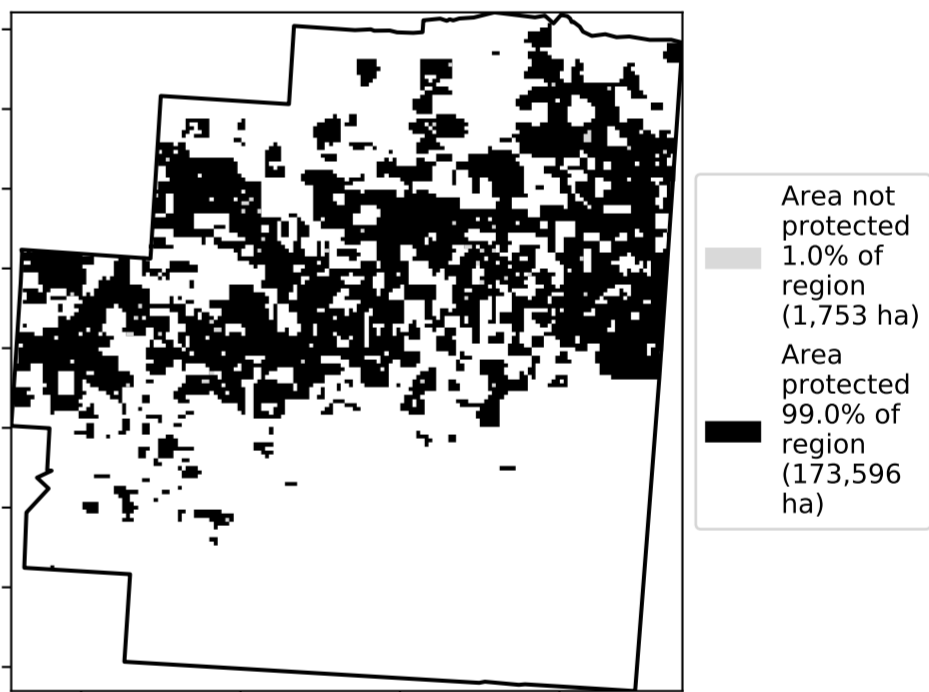 Area not
protected
1.0% of
region
(1,753 ha)
Area
protected
99.0% of
region
(173,596
ha)